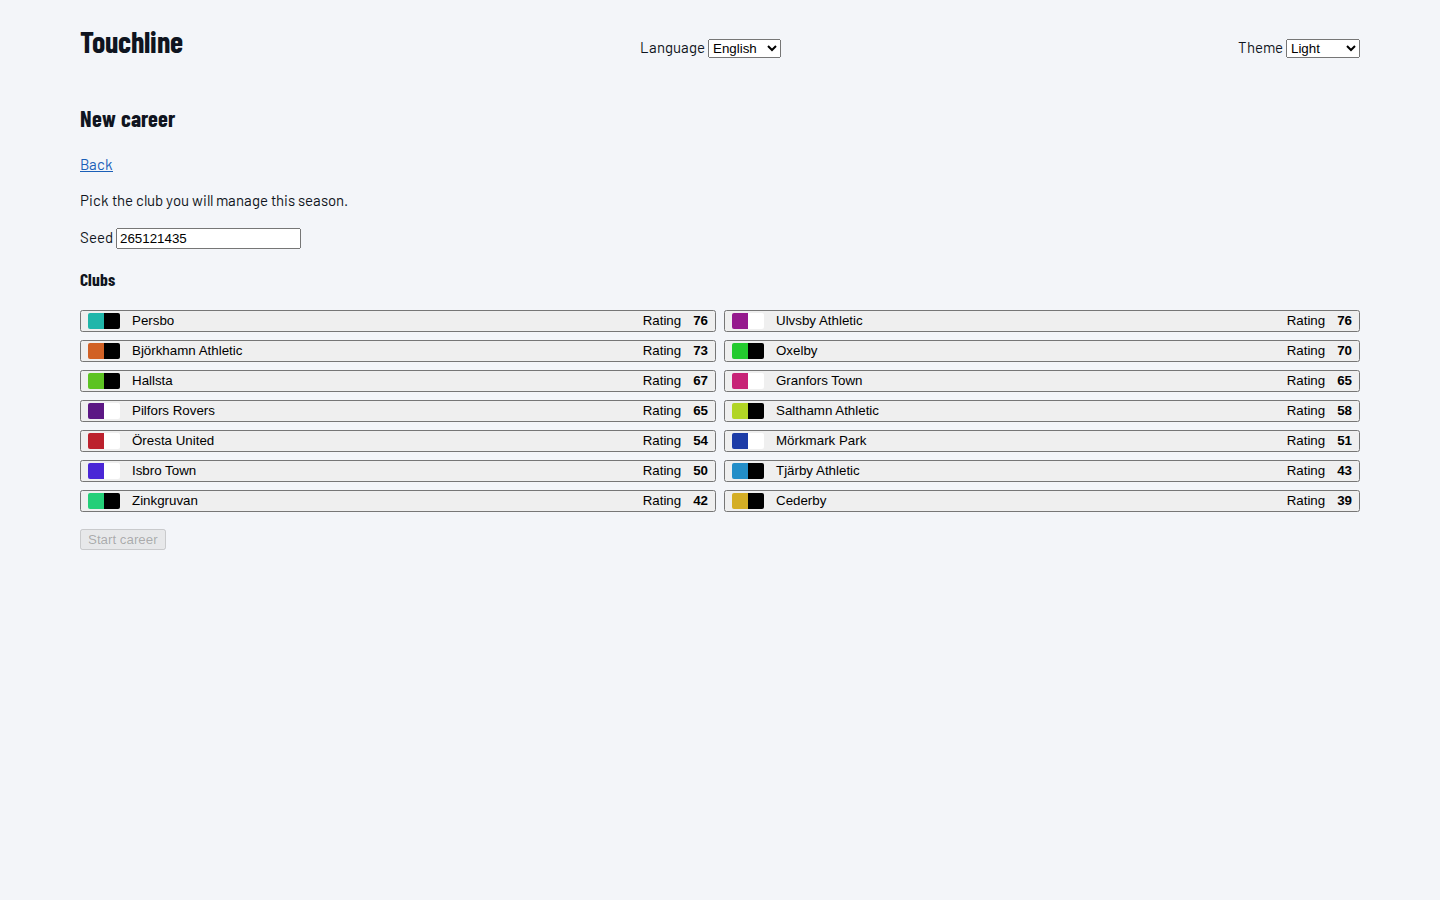 Touchline
Language English
Theme Light
New career
Back
Pick the club you will manage this season.
Seed 265121435
Clubs
Persbo Rating 76
Ulvsby Athletic Rating 76
Björkhamn Athletic Rating 73
Oxelby Rating 70
Hallsta Rating 67
Granfors Town Rating 65
Pilfors Rovers Rating 65
Salthamn Athletic Rating 58
Öresta United Rating 54
Mörkmark Park Rating 51
Isbro Town Rating 50
Tjärby Athletic Rating 43
Zinkgruvan Rating 42
Cederby Rating 39
Start career